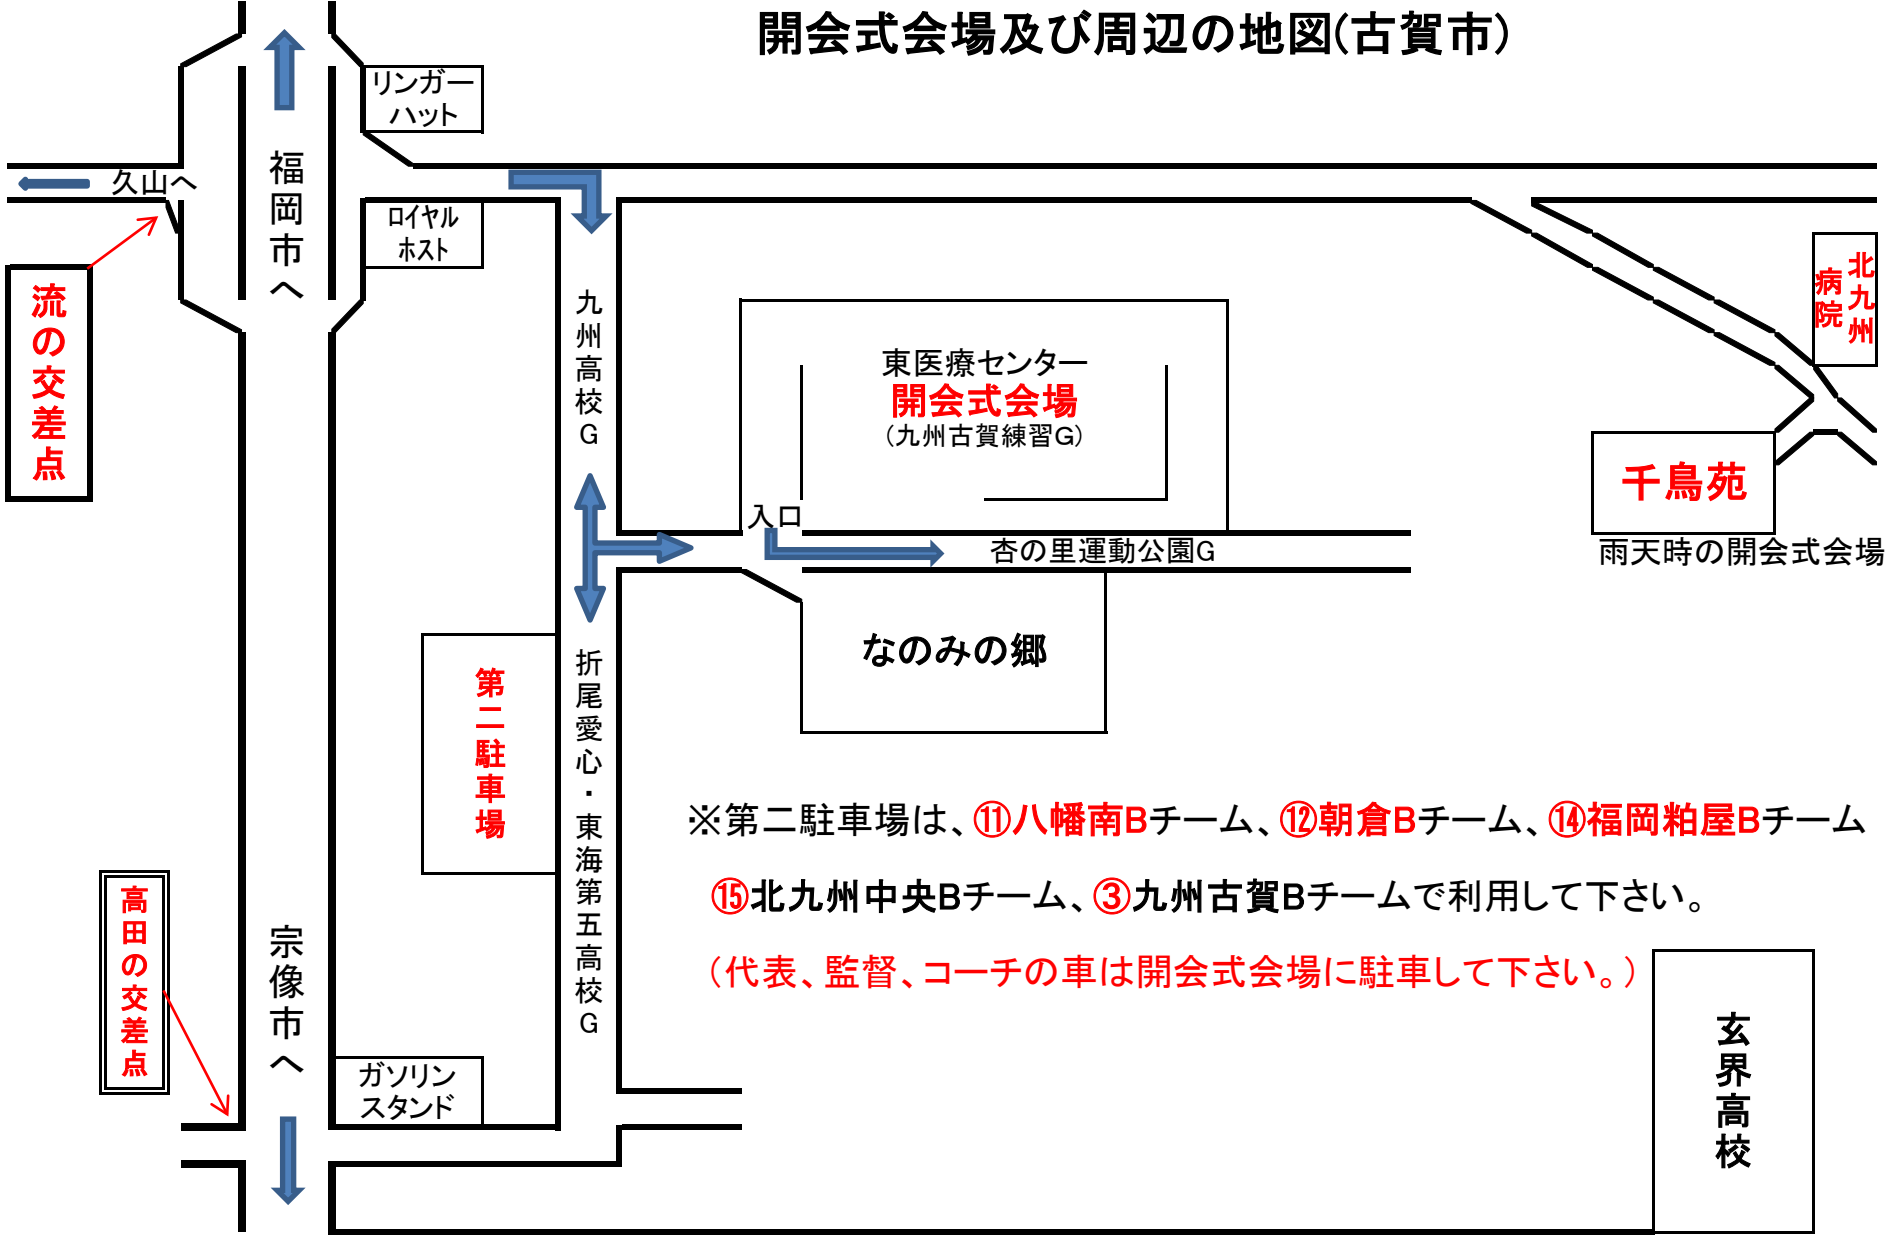 開会式会場及び周辺の地図(古賀市)
リンガー
ハット
久山へ
福岡市へ
ロイヤル
ホスト
流の交差点
九州高校G
東医療センター
開会式会場
(九州古賀練習G)
北九州
病院
千鳥苑
雨天時の開会式会場
入口
杏の里運動公園G
なのみの郷
第二駐車場
折尾愛心・東海第五高校G
※第二駐車場は、⑪八幡南Bチーム、⑫朝倉Bチーム、⑭福岡粕屋Bチーム
⑮北九州中央Bチーム、③九州古賀Bチームで利用して下さい。
(代表、監督、コーチの車は開会式会場に駐車して下さい。)
高田の交差点
宗像市へ
ガソリン
スタンド
玄界高校